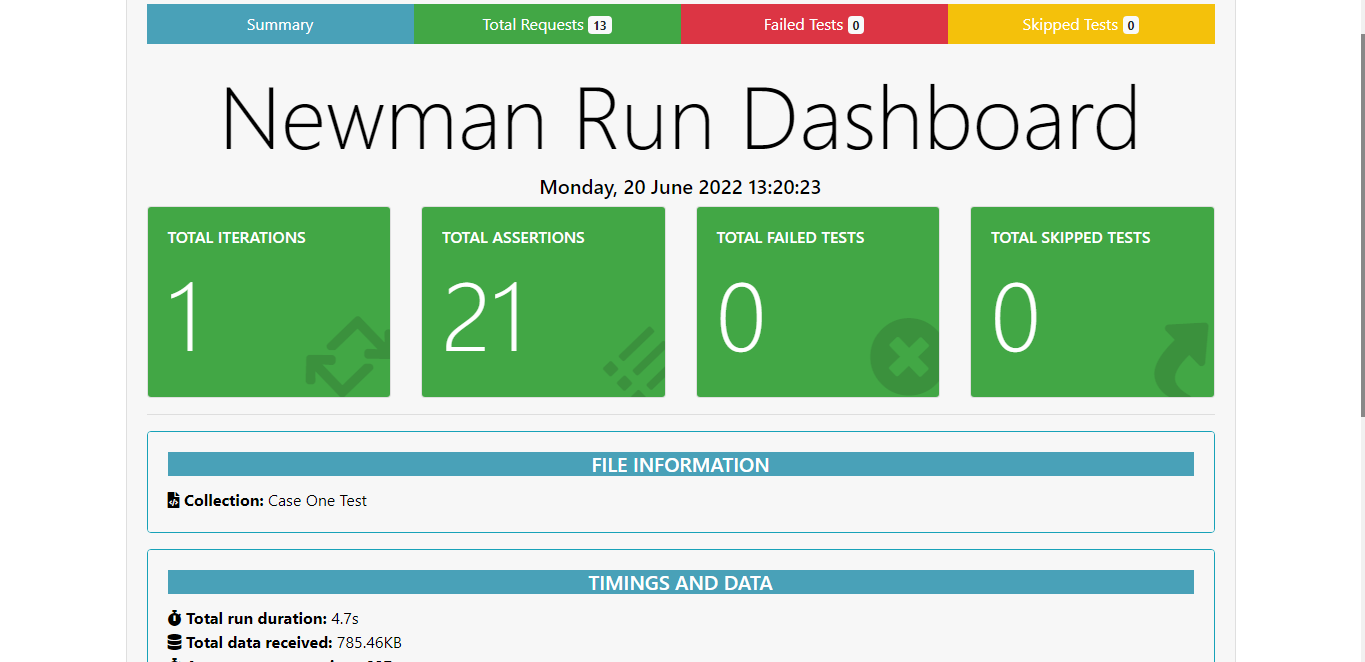 Summary
Total Requests 13
Failed Tests 0
Skipped Tests 0
Newman Run Dashboard
Monday, 20 June 2022 13:20:23
TOTAL ITERATIONS
1
TOTAL ASSERTIONS
21
TOTAL FAILED TESTS
0
TOTAL SKIPPED TESTS
0
FILE INFORMATION
Collection: Case One Test
TIMINGS AND DATA
Total run duration: 4.7s
Total data received: 785.46KB